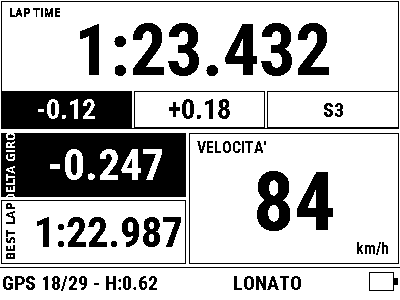 LAP TIME
1:23.432
-0.12 +0.18 S3
DELTA GIRO
-0.247
VELOCITA'
84
km/h
BEST LAP
1:22.987
GPS 18/29 - H:0.62 LONATO